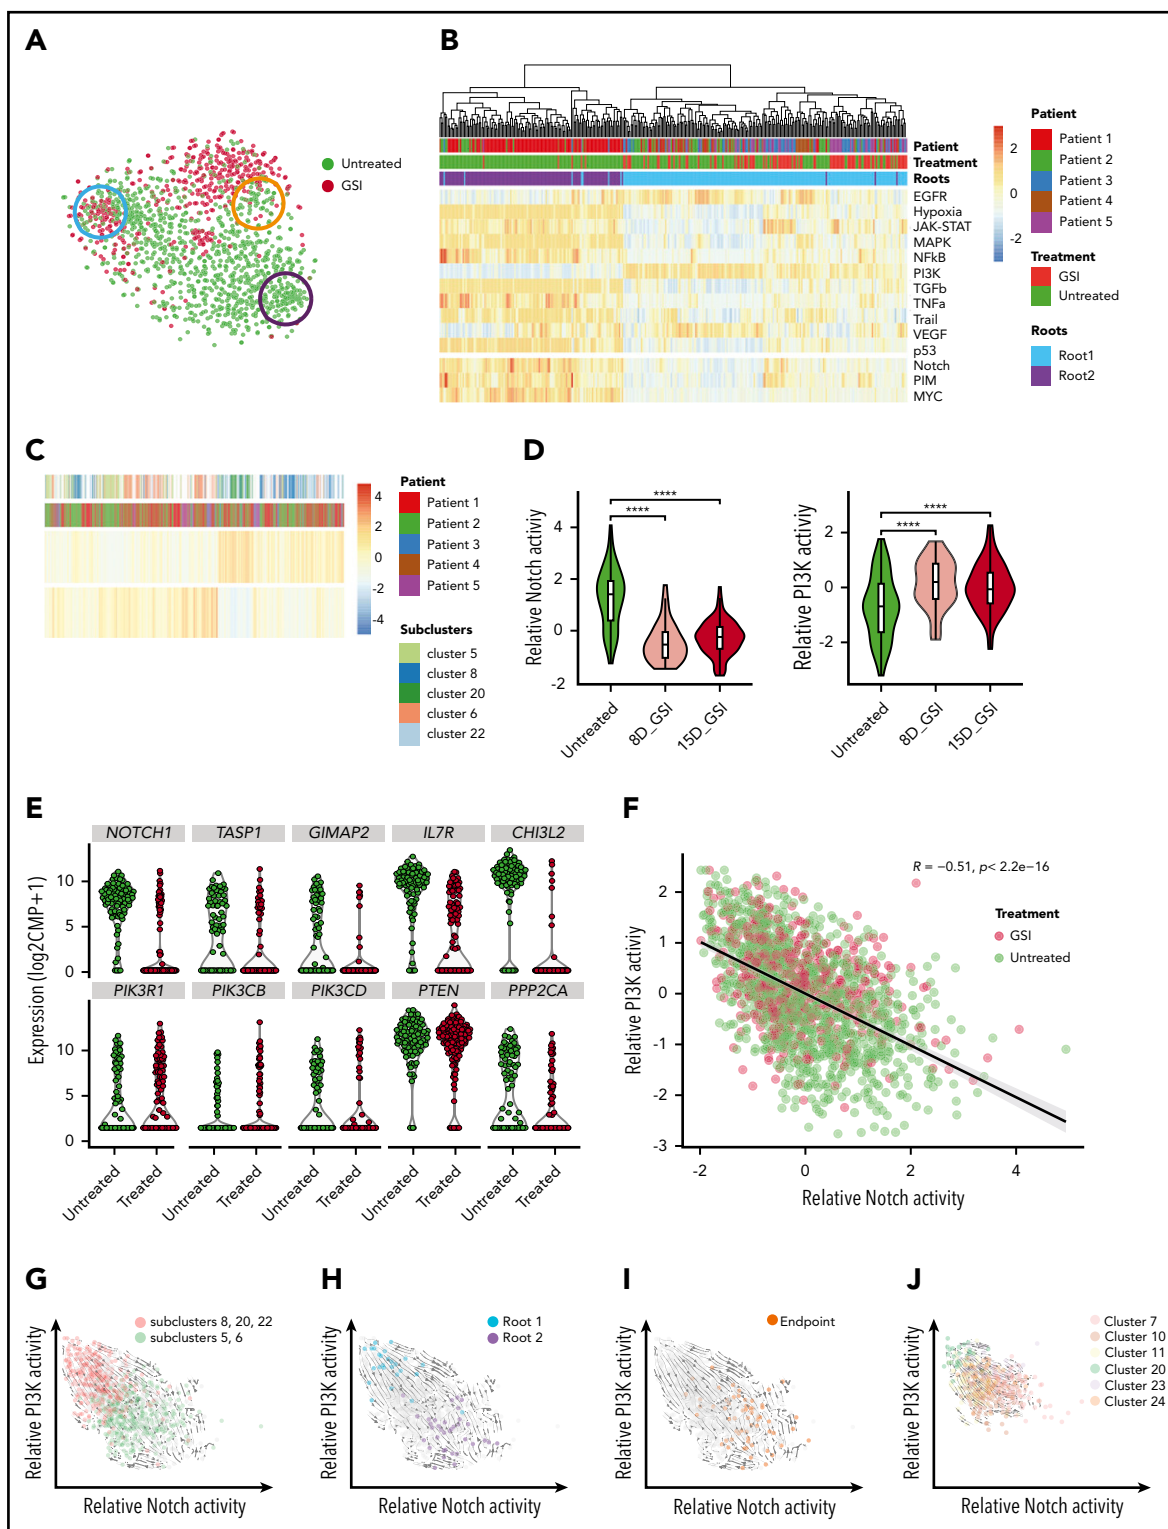 A
Untreated
GSI
B
Patient
Treatment
Roots
EGFR
Hypoxia
JAK-STAT
MAPK
NFkB
PI3K
TGFb
TNFa
Trail
VEGF
p53
Notch
PIM
MYC
2
0
-2
Patient
Patient 1
Patient 2
Patient 3
Patient 4
Patient 5
Treatment
GSI
Untreated
Roots
Root1
Root2
C
4
2
0
-2
-4
Patient
Patient 1
Patient 2
Patient 3
Patient 4
Patient 5
Subclusters
cluster 5
cluster 8
cluster 20
cluster 6
cluster 22
D
Relative Notch activiy
4
2
0
-2
****
****
Untreated
8D_GSI
15D_GSI
Relative PI3K activiy
2
0
-2
****
****
Untreated
8D_GSI
15D_GSI
E
Expression (log2CMP+1)
NOTCH1 TASP1 GIMAP2 IL7R CHI3L2
10
5
0
PIK3R1 PIK3CB PIK3CD PTEN PPP2CA
10
5
0
Untreated Treated Untreated Treated Untreated Treated Untreated Treated Untreated Treated
F
R = −0.51, p< 2.2e−16
Treatment
GSI
Untreated
Relative PI3K activiy
2
1
0
-1
-2
-3
-2 0 2 4
Relative Notch activity
G
subclusters 8, 20, 22
subclusters 5, 6
Relative PI3K activity
Relative Notch activity
H
Root 1
Root 2
Relative PI3K activity
Relative Notch activity
I
Endpoint
Relative PI3K activity
Relative Notch activity
J
Cluster 7
Cluster 10
Cluster 11
Cluster 20
Cluster 23
Cluster 24
Relative PI3K activity
Relative Notch activity